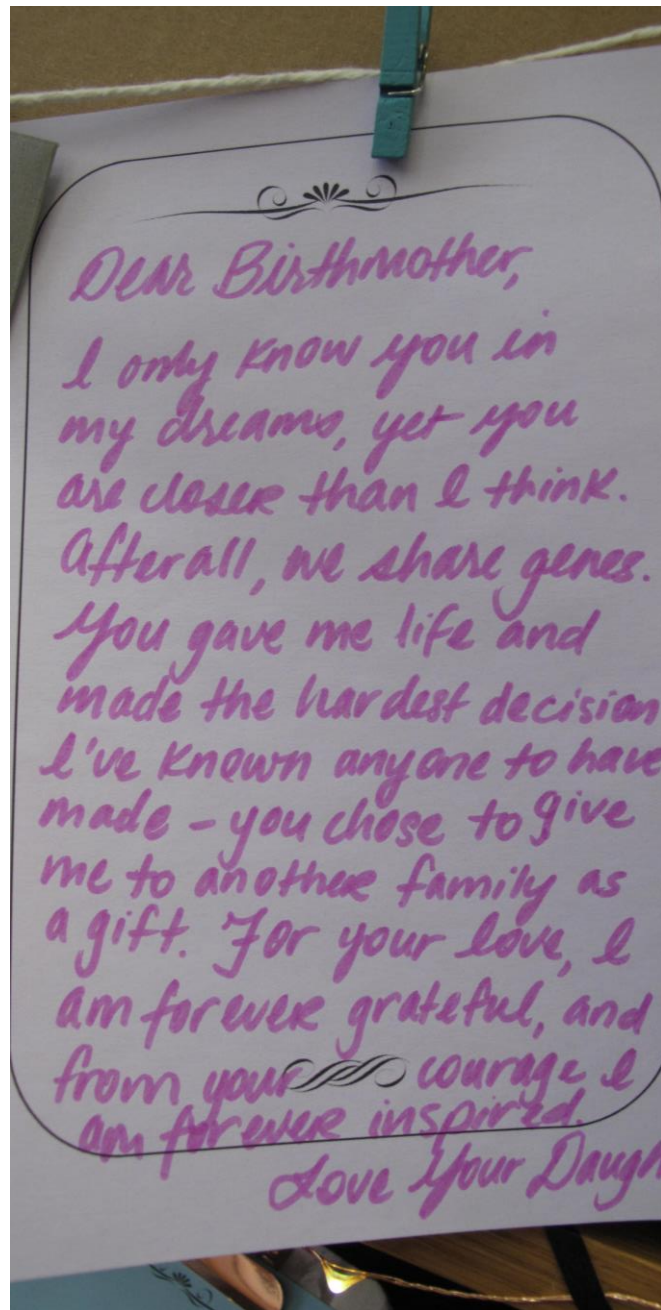 Dear Birthmother,
I only know you in
my dreams, yet you
are closer than I think.
Afterall, we share genes.
You gave me life and
made the hardest decision
I've known anyone to have
made - you chose to give
me to another family as
a gift. For your love, I
am forever grateful, and
from your courage I
am forever inspired.
Love Your Daugh